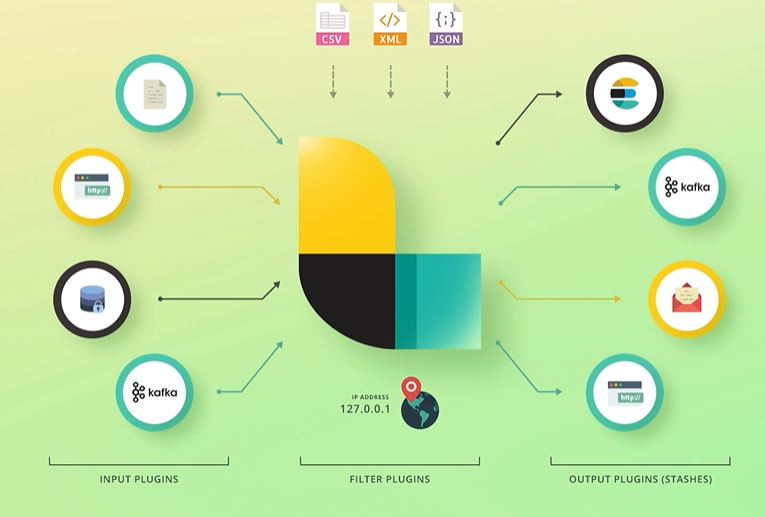 CSV
XML
JSON
http://
kafka
IP ADDRESS
127.0.0.1
kafka
http://
INPUT PLUGINS
FILTER PLUGINS
OUTPUT PLUGINS (STASHES)